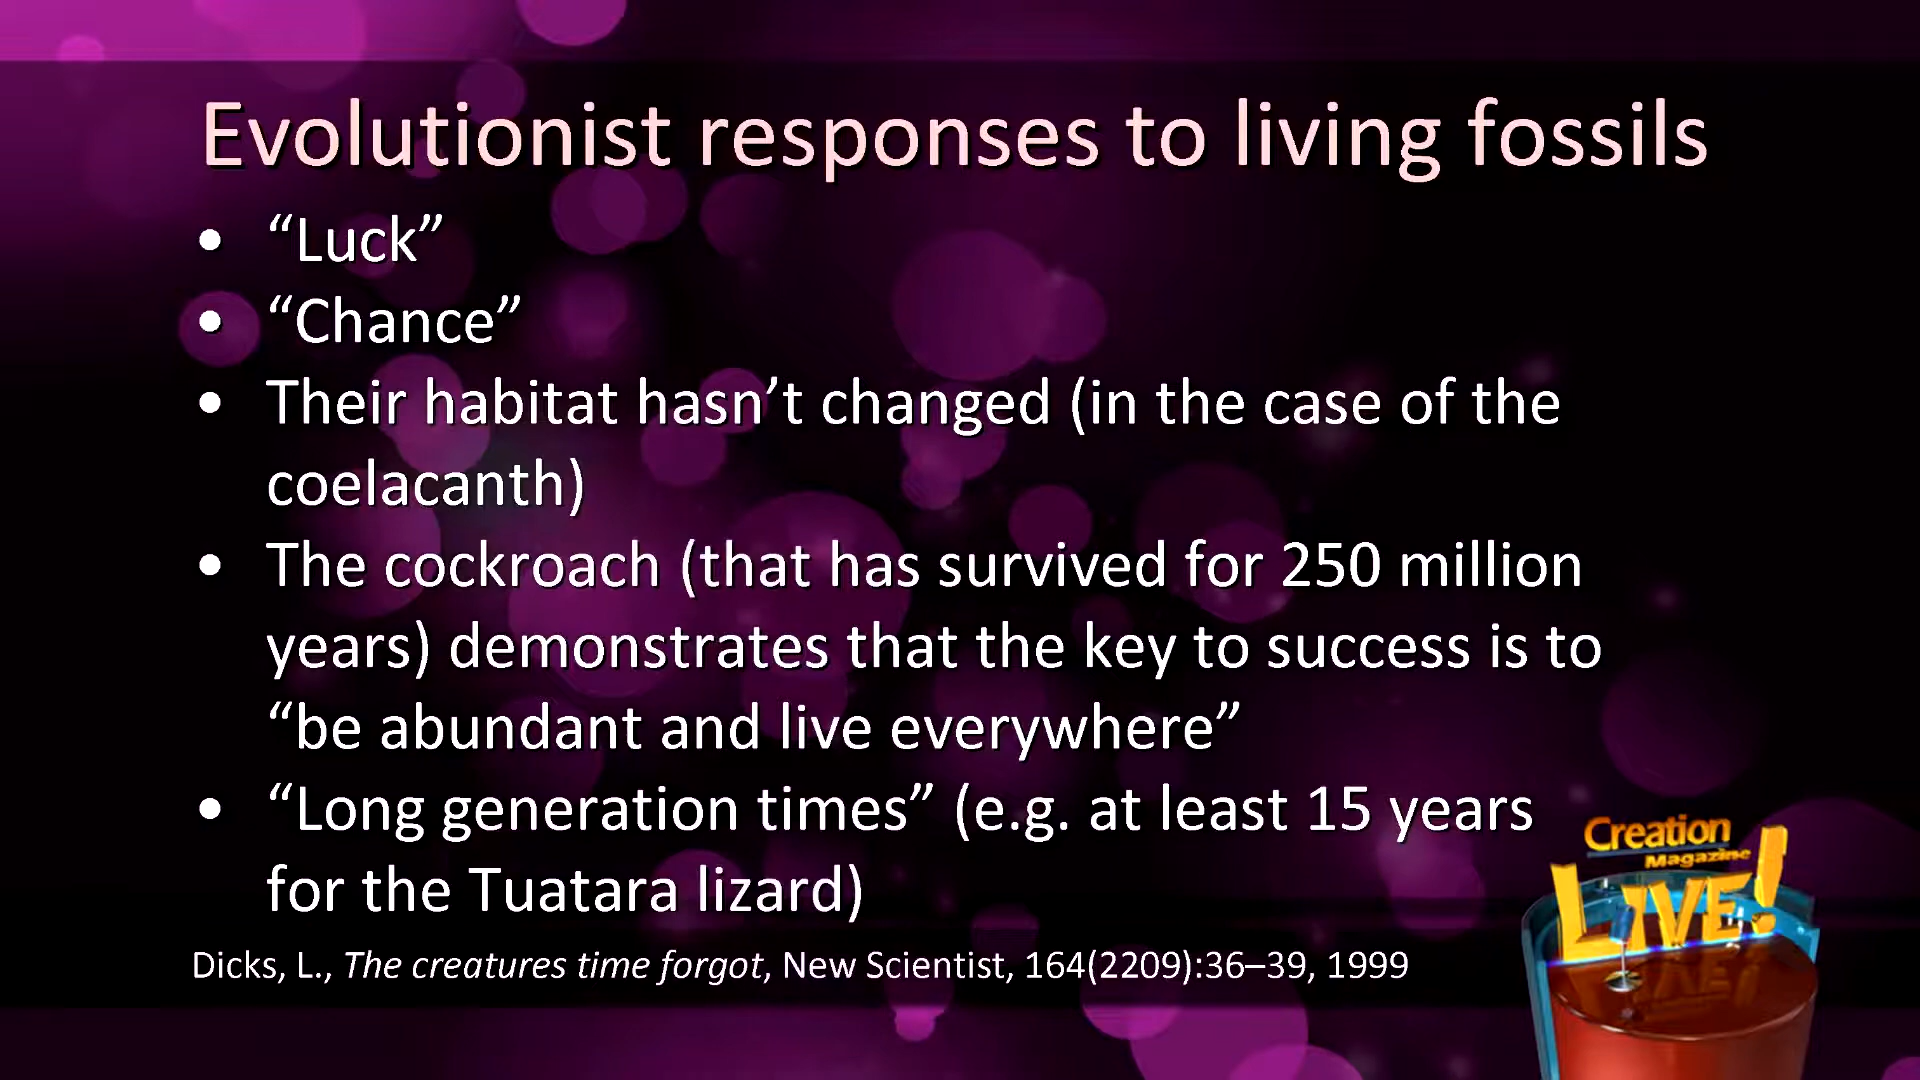 Evolutionist responses to living fossils
• “Luck”
• “Chance”
• Their habitat hasn’t changed (in the case of the
coelacanth)
• The cockroach (that has survived for 250 million
years) demonstrates that the key to success is to
“be abundant and live everywhere”
• “Long generation times” (e.g. at least 15 years
for the Tuatara lizard)
Dicks, L., The creatures time forgot, New Scientist, 164(2209):36–39, 1999
Creation
Magazine
LIVE!